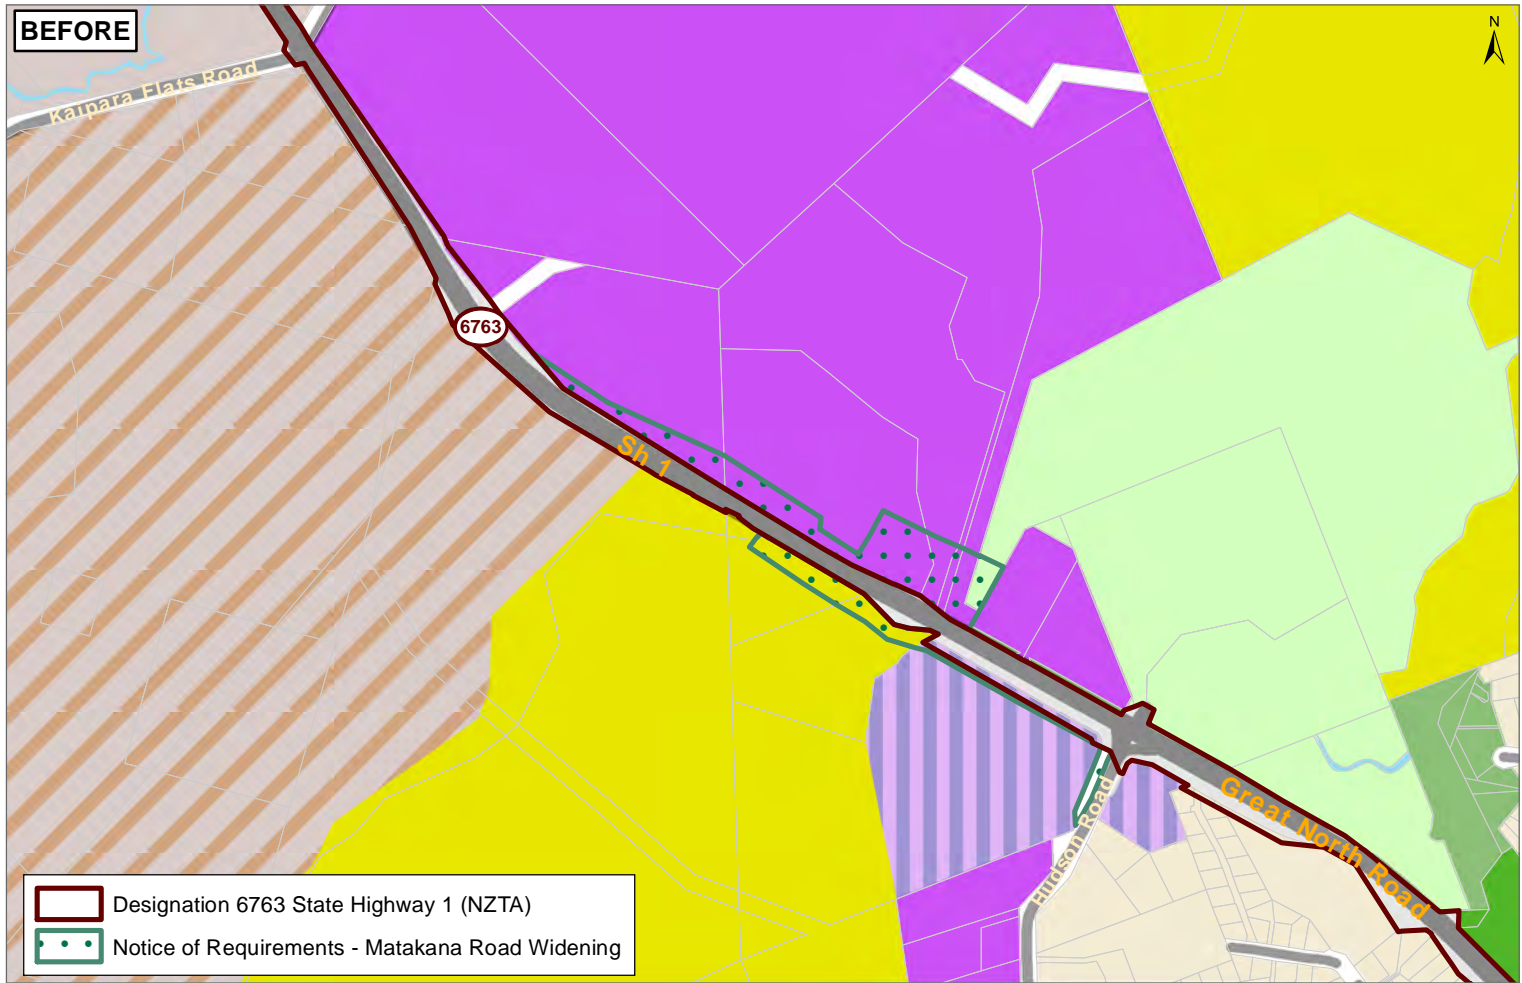 BEFORE
N
Kaipara Flats Road
6763
Sh 1
Great North Road
Hudson Road
Designation 6763 State Highway 1 (NZTA)
Notice of Requirements - Matakana Road Widening